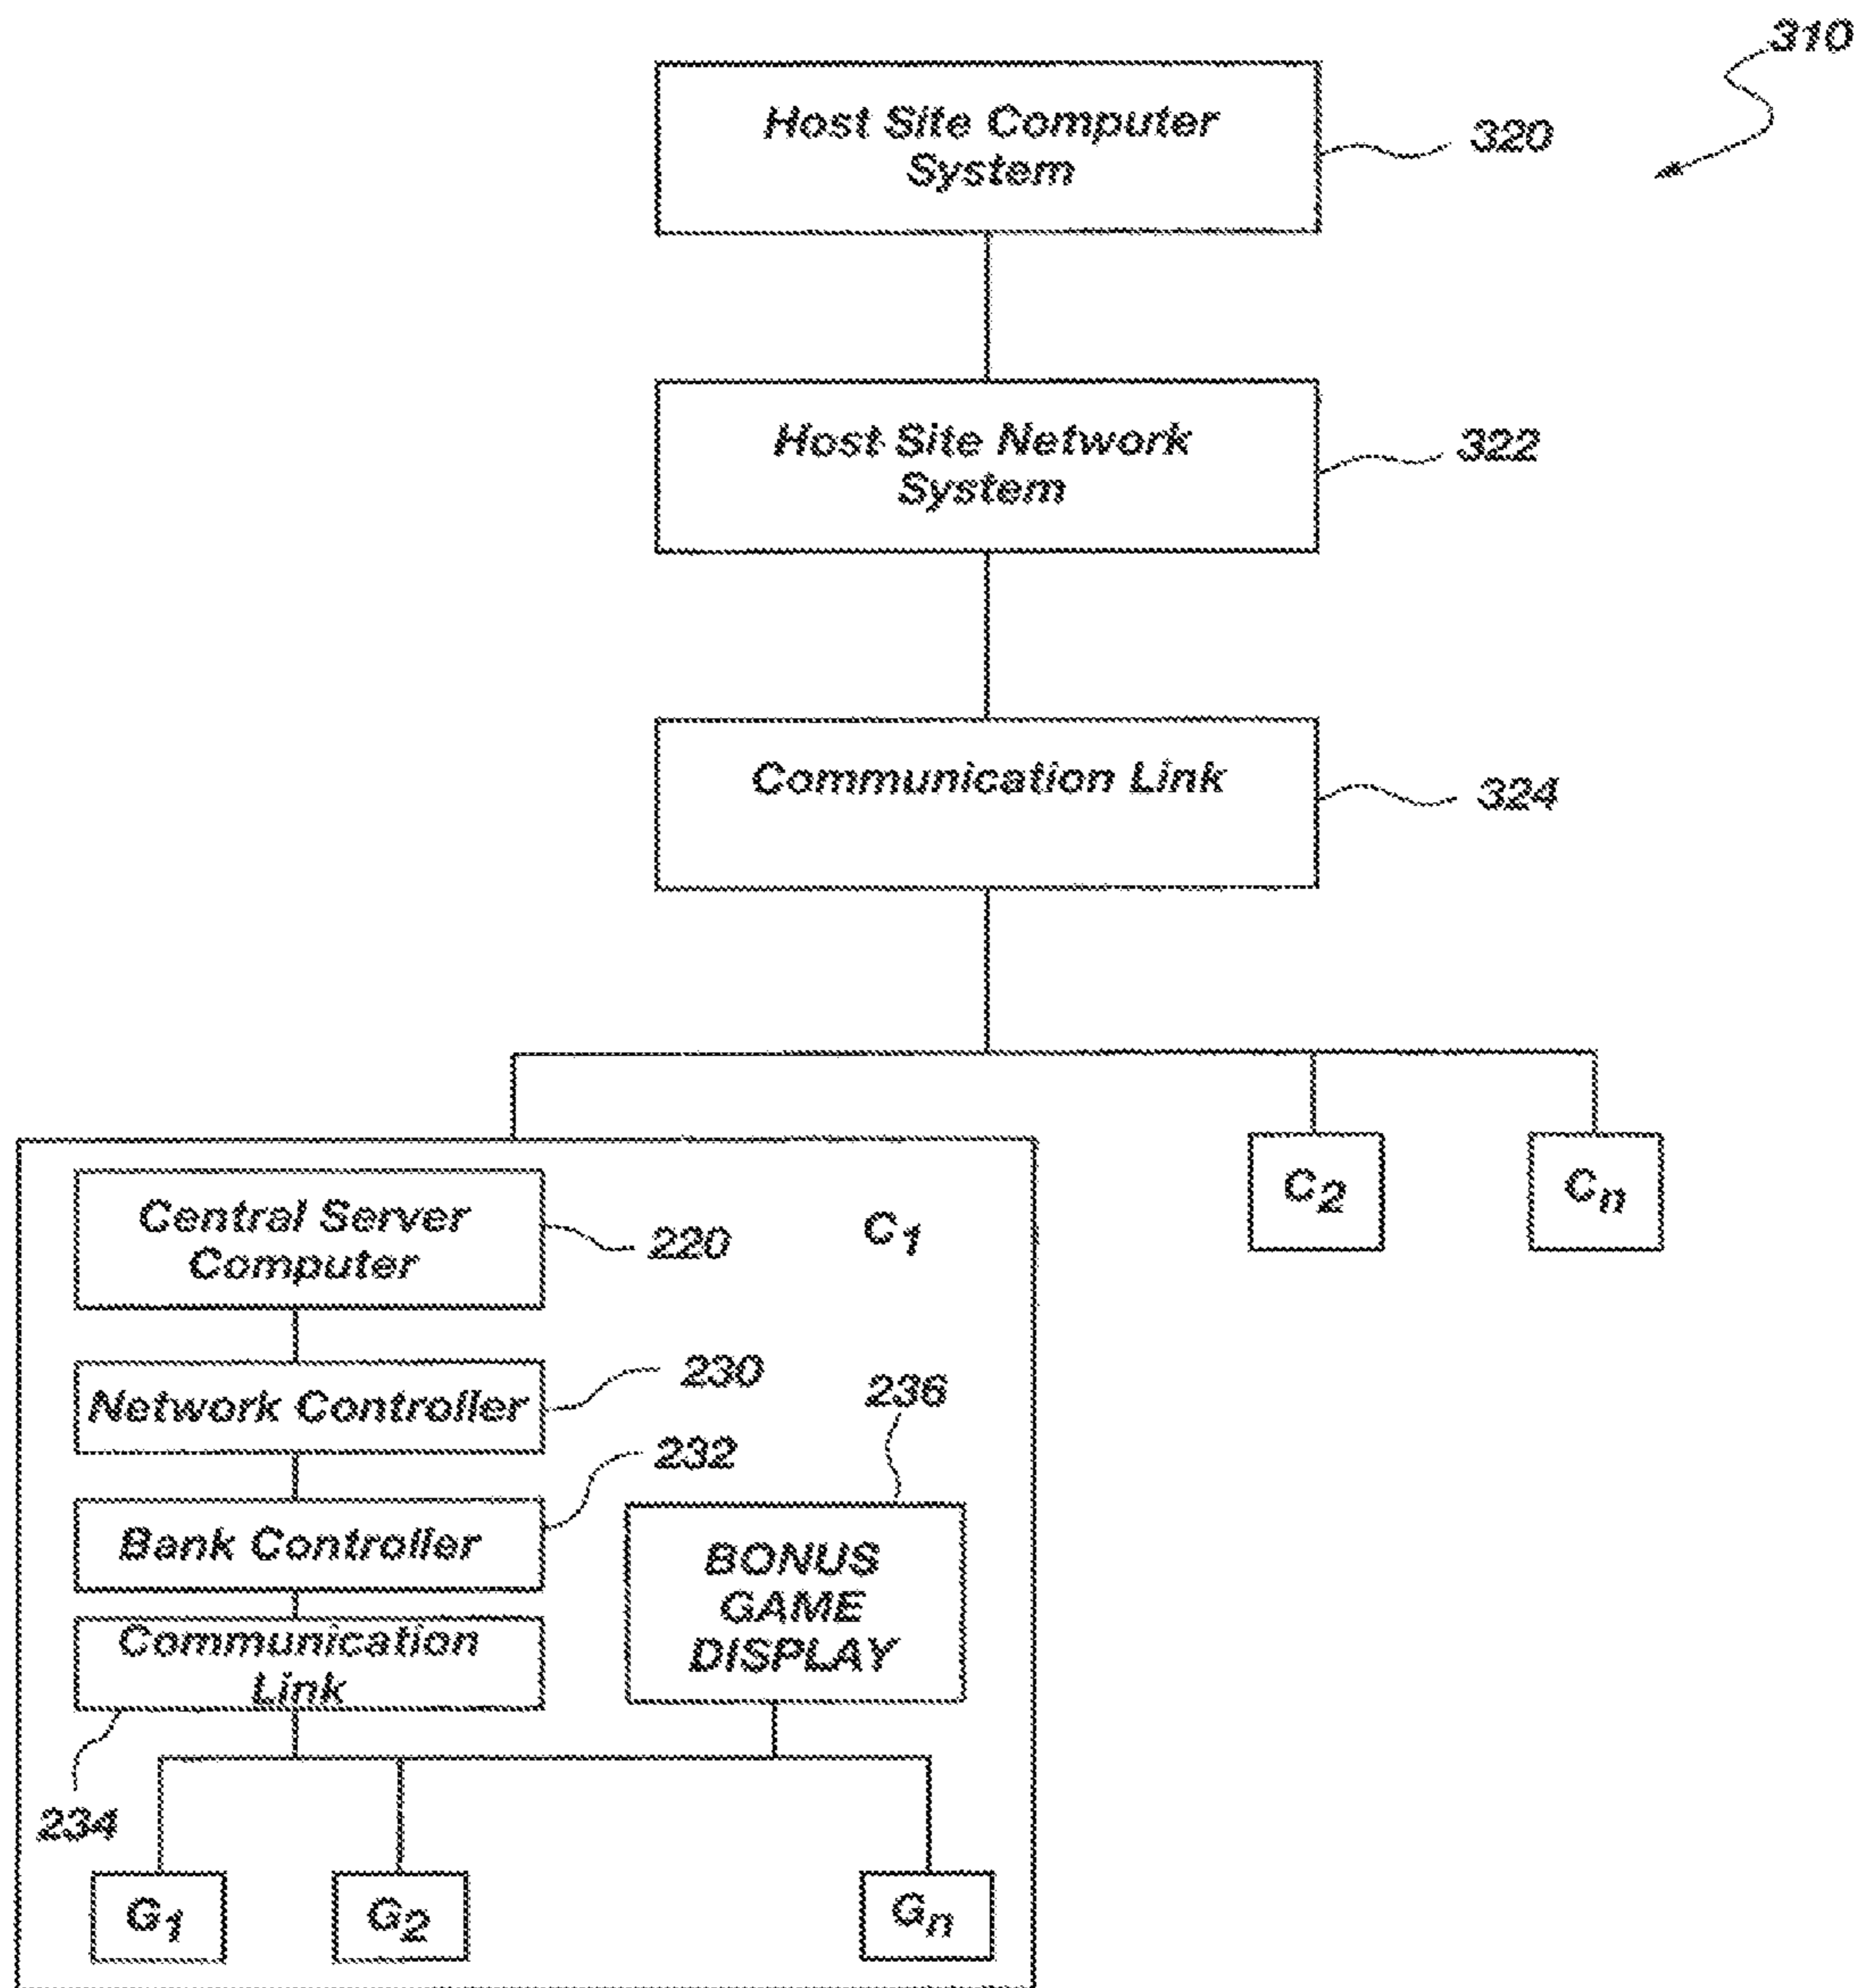 310
Host Site Computer
System
320
Host Site Network
System
322
Communication Link
324
Central Server
Computer
220
C1
C2
Cn
Network Controller
230
236
Bank Controller
232
BONUS
GAME
DISPLAY
Communication
Link
234
G1
G2
Gn